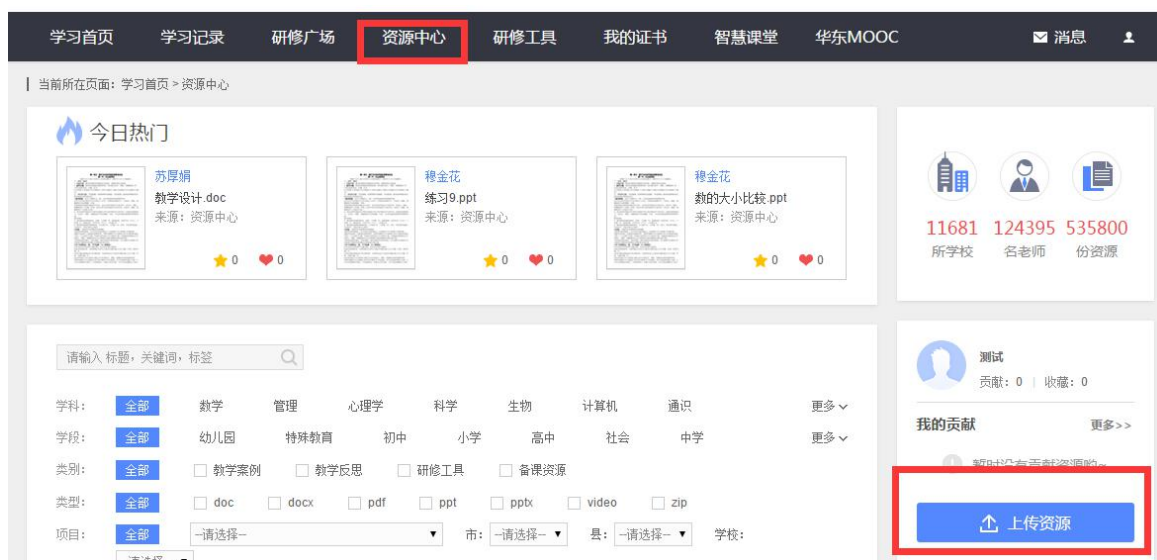 学习首页 学习记录 研修广场 资源中心 研修工具 我的证书 智慧课堂 华东MOOC 消息
当前所在页面：学习首页 > 资源中心
今日热门
苏厚娟
教学设计.doc
来源：资源中心
0 0
穆金花
练习9.ppt
来源：资源中心
0 0
穆金花
数的大小比较.ppt
来源：资源中心
0 0
11681 124395 535800
所学校 名老师 份资源
请输入 标题，关键词，标签
学科： 全部 数学 管理 心理学 科学 生物 计算机 通识 更多
学段： 全部 幼儿园 特殊教育 初中 小学 高中 社会 中学 更多
类别： 全部 教学案例 教学反思 研修工具 备课资源
类型： 全部 doc docx pdf ppt pptx video zip
项目： 全部 --请选择-- 市： --请选择-- 县： --请选择-- 学校：
--请选择--
测试
贡献：0 | 收藏：0
我的贡献 更多>>
暂时没有贡献资源哟~
上传资源